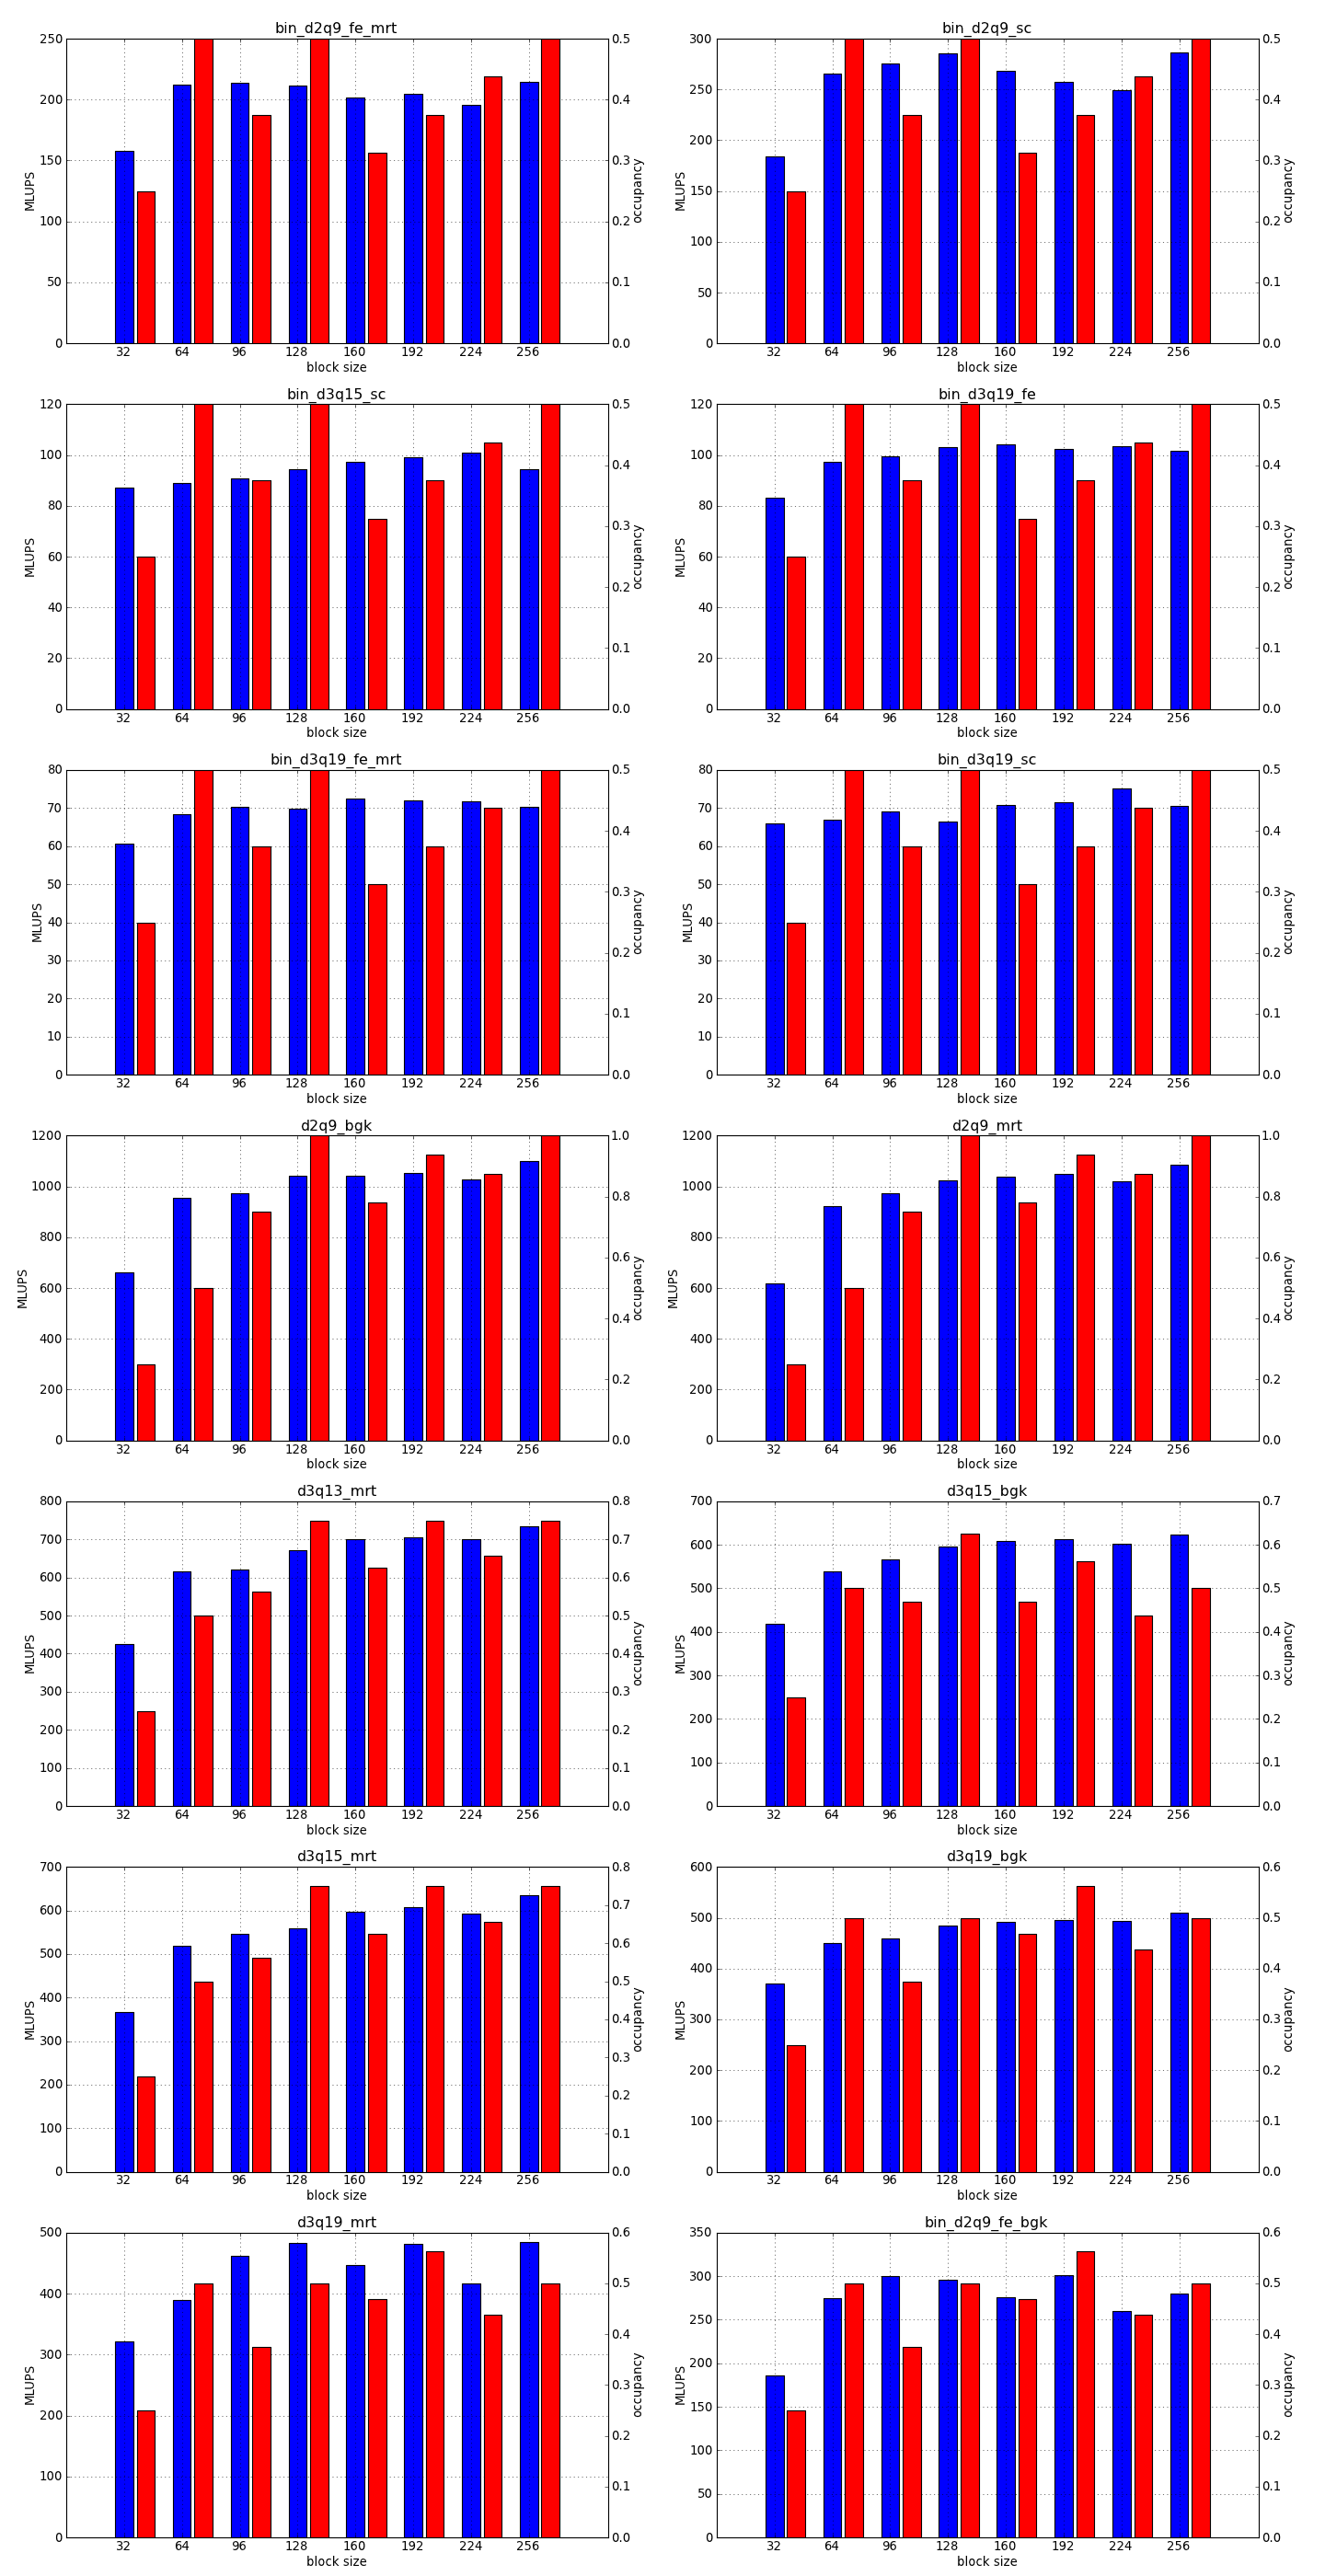 bin_d2q9_fe_mrt
250 200 150 100 50 0
MLUPS
0.5 0.4 0.3 0.2 0.1 0.0
occupancy
32 64 96 128 160 192 224 256
block size
bin_d2q9_sc
300 250 200 150 100 50 0
MLUPS
0.5 0.4 0.3 0.2 0.1 0.0
occupancy
32 64 96 128 160 192 224 256
block size
bin_d3q15_sc
120 100 80 60 40 20 0
MLUPS
0.5 0.4 0.3 0.2 0.1 0.0
occupancy
32 64 96 128 160 192 224 256
block size
bin_d3q19_fe
120 100 80 60 40 20 0
MLUPS
0.5 0.4 0.3 0.2 0.1 0.0
occupancy
32 64 96 128 160 192 224 256
block size
bin_d3q19_fe_mrt
80 70 60 50 40 30 20 10 0
MLUPS
0.5 0.4 0.3 0.2 0.1 0.0
occupancy
32 64 96 128 160 192 224 256
block size
bin_d3q19_sc
80 70 60 50 40 30 20 10 0
MLUPS
0.5 0.4 0.3 0.2 0.1 0.0
occupancy
32 64 96 128 160 192 224 256
block size
d2q9_bgk
1200 1000 800 600 400 200 0
MLUPS
1.0 0.8 0.6 0.4 0.2 0.0
occupancy
32 64 96 128 160 192 224 256
block size
d2q9_mrt
1200 1000 800 600 400 200 0
MLUPS
1.0 0.8 0.6 0.4 0.2 0.0
occupancy
32 64 96 128 160 192 224 256
block size
d3q13_mrt
800 700 600 500 400 300 200 100 0
MLUPS
0.8 0.7 0.6 0.5 0.4 0.3 0.2 0.1 0.0
occupancy
32 64 96 128 160 192 224 256
block size
d3q15_bgk
700 600 500 400 300 200 100 0
MLUPS
0.7 0.6 0.5 0.4 0.3 0.2 0.1 0.0
occupancy
32 64 96 128 160 192 224 256
block size
d3q15_mrt
700 600 500 400 300 200 100 0
MLUPS
0.8 0.7 0.6 0.5 0.4 0.3 0.2 0.1 0.0
occupancy
32 64 96 128 160 192 224 256
block size
d3q19_bgk
600 500 400 300 200 100 0
MLUPS
0.6 0.5 0.4 0.3 0.2 0.1 0.0
occupancy
32 64 96 128 160 192 224 256
block size
d3q19_mrt
500 400 300 200 100 0
MLUPS
0.6 0.5 0.4 0.3 0.2 0.1 0.0
occupancy
32 64 96 128 160 192 224 256
block size
bin_d2q9_fe_bgk
350 300 250 200 150 100 50 0
MLUPS
0.6 0.5 0.4 0.3 0.2 0.1 0.0
occupancy
32 64 96 128 160 192 224 256
block size